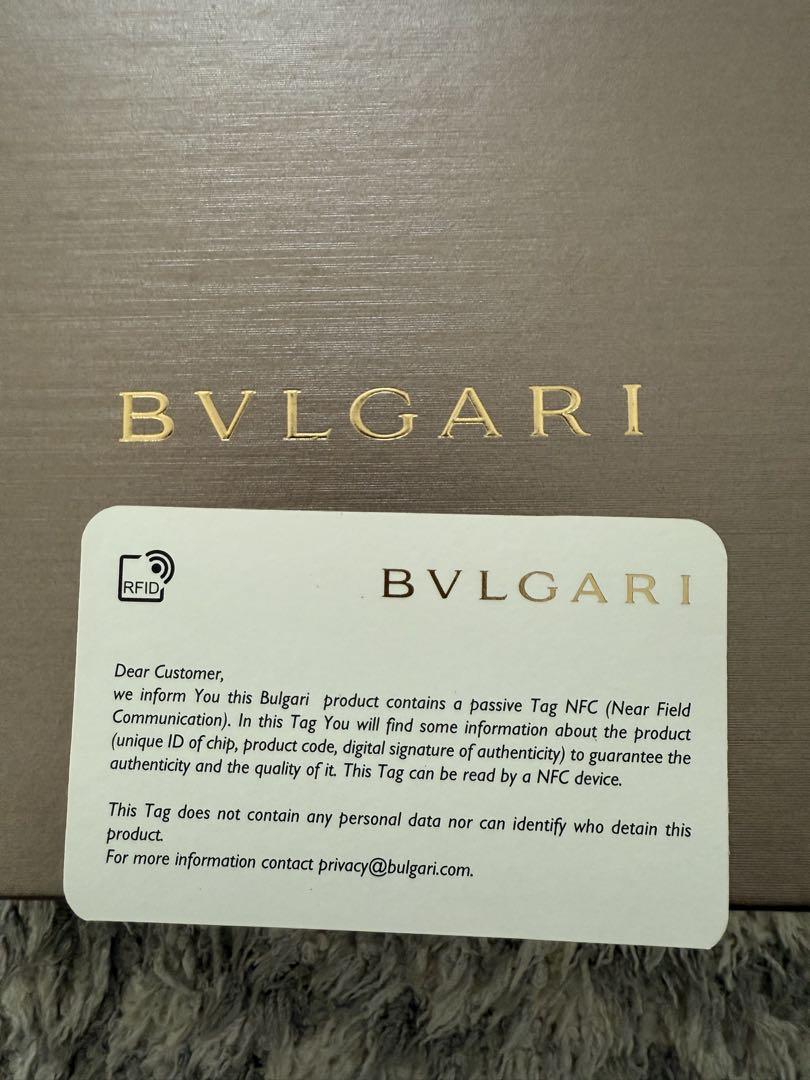 BVLGARI
RFID
BVLGARI
Dear Customer,
we inform You this Bulgari product contains a passive Tag NFC (Near Field
Communication). In this Tag You will find some information about the product
(unique ID of chip, product code, digital signature of authenticity) to guarantee the
authenticity and the quality of it. This Tag can be read by a NFC device.
This Tag does not contain any personal data nor can identify who detain this
product.
For more information contact privacy@bulgari.com.